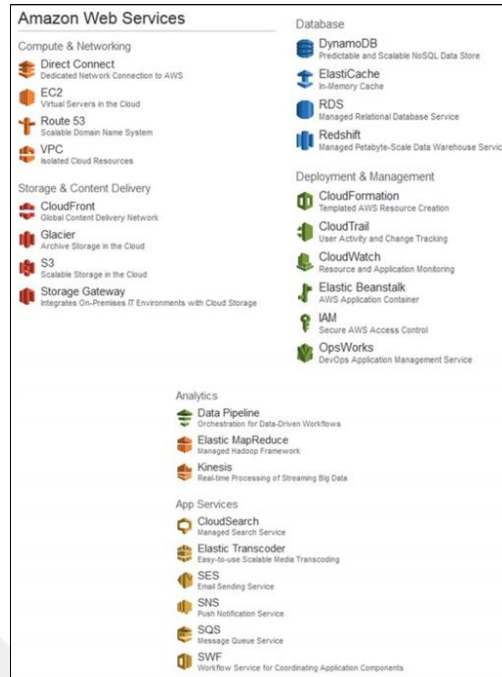 Amazon Web Services
Compute & Networking
Direct Connect
Dedicated Network Connection to AWS
EC2
Virtual Servers in the Cloud
Route 53
Scalable Domain Name System
VPC
Isolated Cloud Resources
Storage & Content Delivery
CloudFront
Global Content Delivery Network
Glacier
Archive Storage in the Cloud
S3
Scalable Storage in the Cloud
Storage Gateway
Integrates On-Premises IT Environments with Cloud Storage
Database
DynamoDB
Predictable and Scalable NoSQL Data Store
ElastiCache
In-Memory Cache
RDS
Managed Relational Database Service
Redshift
Managed Petabyte-Scale Data Warehouse Servic
Deployment & Management
CloudFormation
Templated AWS Resource Creation
CloudTrail
User Activity and Change Tracking
CloudWatch
Resource and Application Monitoring
Elastic Beanstalk
AWS Application Container
IAM
Secure AWS Access Control
OpsWorks
DevOps Application Management Service
Analytics
Data Pipeline
Orchestration for Data-Driven Workflows
Elastic MapReduce
Managed Hadoop Framework
Kinesis
Real-time Processing of Streaming Big Data
App Services
CloudSearch
Managed Search Service
Elastic Transcoder
Easy-to-use Scalable Media Transcoding
SES
Email Sending Service
SNS
Push Notification Service
SQS
Message Queue Service
SWF
Workflow Service for Coordinating Application Components